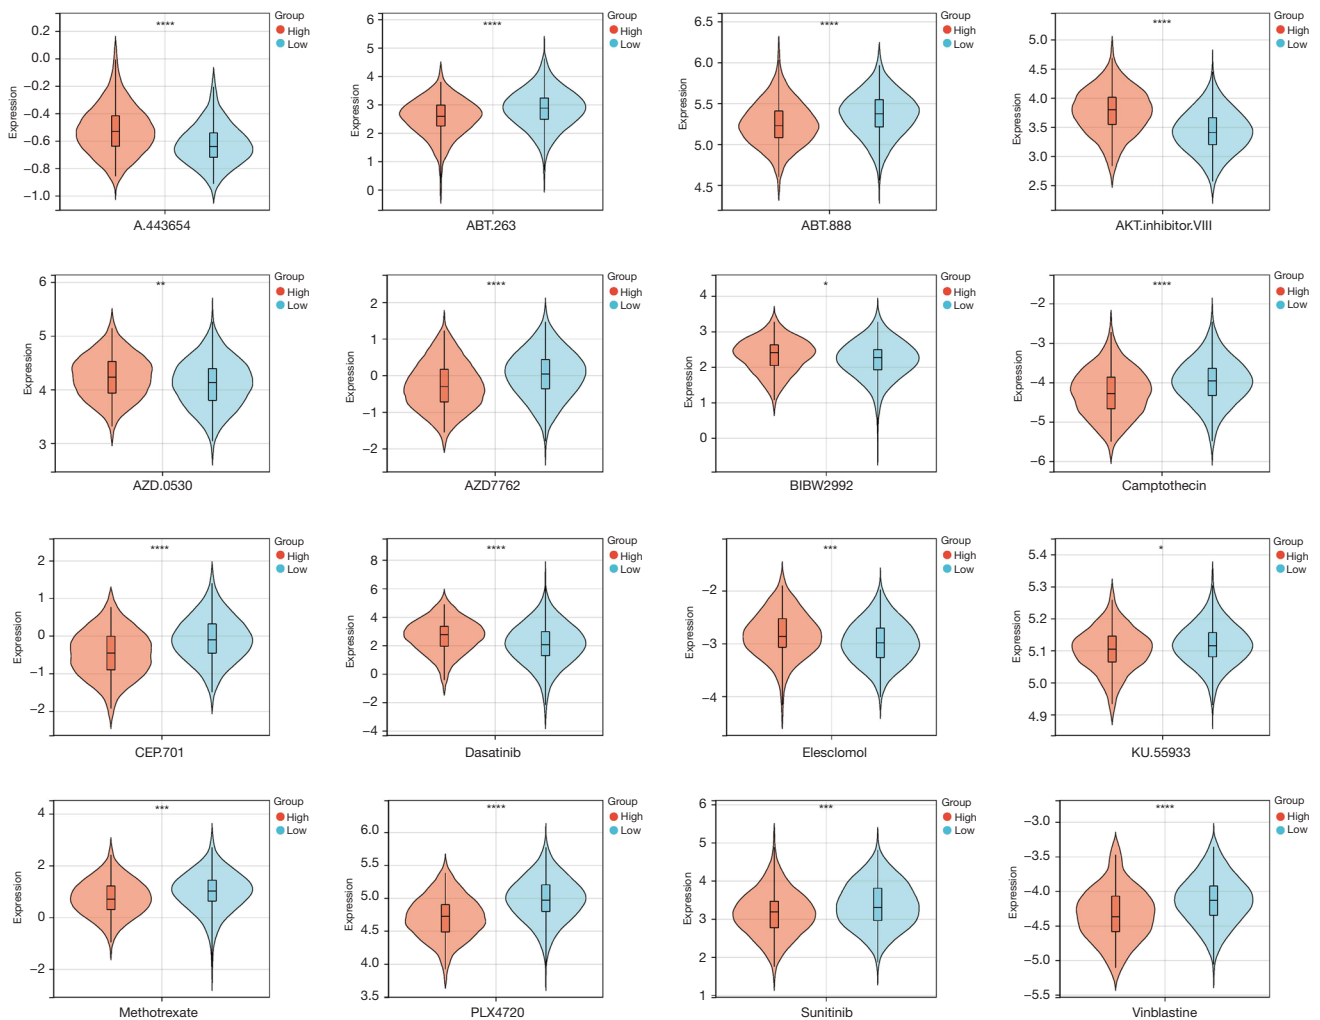 ****
Group
High
Low
0.2
0.0
−0.2
−0.4
−0.6
−0.8
−1.0
Expression
A.443654
****
Group
High
Low
6
5
4
3
2
1
0
Expression
ABT.263
****
Group
High
Low
6.5
6.0
5.5
5.0
4.5
Expression
ABT.888
****
Group
High
Low
5.0
4.5
4.0
3.5
3.0
2.5
Expression
AKT.inhibitor.VIII
**
Group
High
Low
6
5
4
3
Expression
AZD.0530
****
Group
High
Low
2
1
0
−1
−2
Expression
AZD7762
*
Group
High
Low
4
3
2
1
0
Expression
BIBW2992
****
Group
High
Low
−2
−3
−4
−5
−6
Expression
Camptothecin
****
Group
High
Low
2
1
0
−1
−2
Expression
CEP.701
****
Group
High
Low
8
6
4
2
0
−2
−4
Expression
Dasatinib
***
Group
High
Low
−2
−3
−4
Expression
Elesclomol
*
Group
High
Low
5.4
5.3
5.2
5.1
5.0
4.9
Expression
KU.55933
***
Group
High
Low
4
2
0
−2
Expression
Methotrexate
****
Group
High
Low
6.0
5.5
5.0
4.5
4.0
3.5
Expression
PLX4720
***
Group
High
Low
6
5
4
3
2
1
Expression
Sunitinib
****
Group
High
Low
−3.0
−3.5
−4.0
−4.5
−5.0
−5.5
Expression
Vinblastine